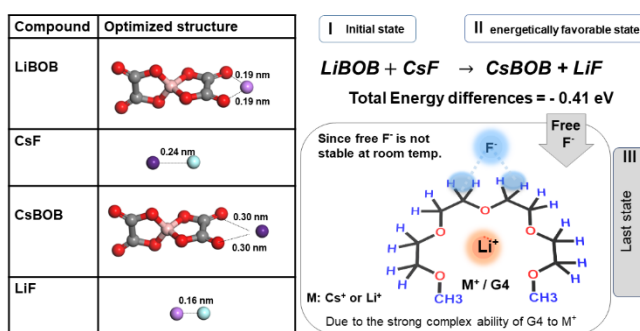 Compound Optimized structure
LiBOB
0.19 nm
0.19 nm
CsF
0.24 nm
CsBOB
0.30 nm
0.30 nm
LiF
0.16 nm
I Initial state
II energetically favorable state
LiBOB + CsF → CsBOB + LiF
Total Energy differences = - 0.41 eV
Free
F⁻
Since free F⁻ is not
stable at room temp.
F⁻
H H H H
H H
H H
O
H H
H H
O O
Li⁺
H H
H H
M⁺ / G4
O O
CH3 CH3
M: Cs⁺ or Li⁺
Due to the strong complex ability of G4 to M⁺
III
Last state